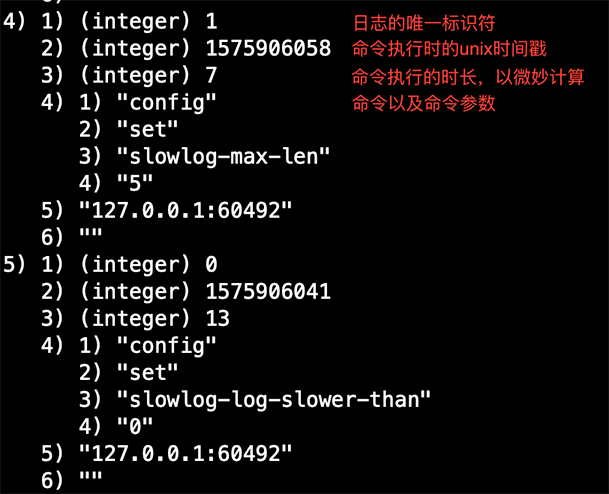 4) 1) (integer) 1 日志的唯一标识符
2) (integer) 1575906058 命令执行时的unix时间戳
3) (integer) 7 命令执行的时长，以微妙计算
4) 1) "config" 命令以及命令参数
2) "set"
3) "slowlog-max-len"
4) "5"
5) "127.0.0.1:60492"
6) ""
5) 1) (integer) 0
2) (integer) 1575906041
3) (integer) 13
4) 1) "config"
2) "set"
3) "slowlog-log-slower-than"
4) "0"
5) "127.0.0.1:60492"
6) ""